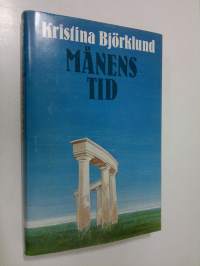 Kristina Björklund
MÅNENS
TID